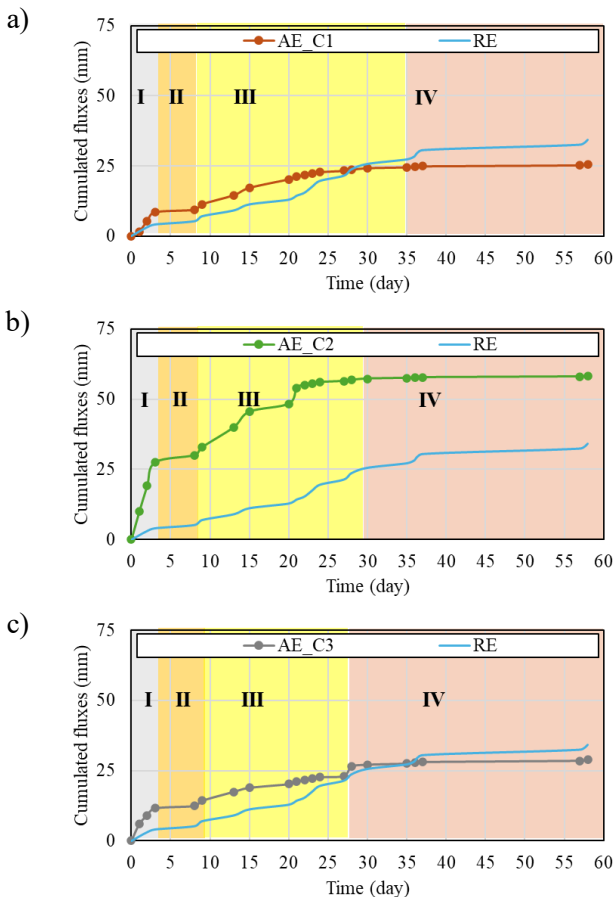 a)
75
50
25
0
Cumulated fluxes (mm)
AE_C1 RE
I II III IV
0 5 10 15 20 25 30 35 40 45 50 55 60
Time (day)
b)
75
50
25
0
Cumulated fluxes (mm)
AE_C2 RE
I II III IV
0 5 10 15 20 25 30 35 40 45 50 55 60
Time (day)
c)
75
50
25
0
Cumulated fluxes (mm)
AE_C3 RE
I II III IV
0 5 10 15 20 25 30 35 40 45 50 55 60
Time (day)